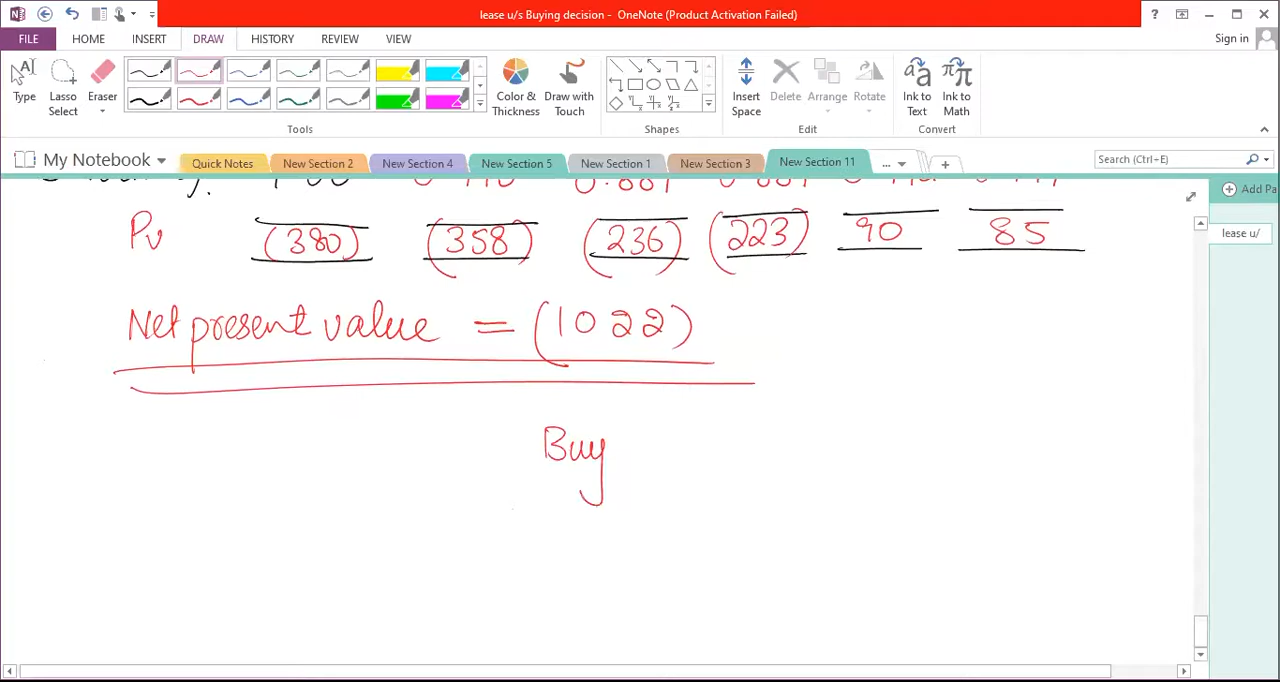 lease u/s Buying decision - OneNote (Product Activation Failed)
?
FILE HOME INSERT DRAW HISTORY REVIEW VIEW Sign in
Type Lasso Select Eraser Color & Thickness Draw with Touch Insert Space Delete Arrange Rotate Ink to Text Ink to Math
Tools Shapes Edit Convert
My Notebook Quick Notes New Section 2 New Section 4 New Section 5 New Section 1 New Section 3 New Section 11 ... Search (Ctrl+E)
Add Pa
lease u/
Pv (380) (358) (236) (223) 90 85
Net present value = (1022)
Buy